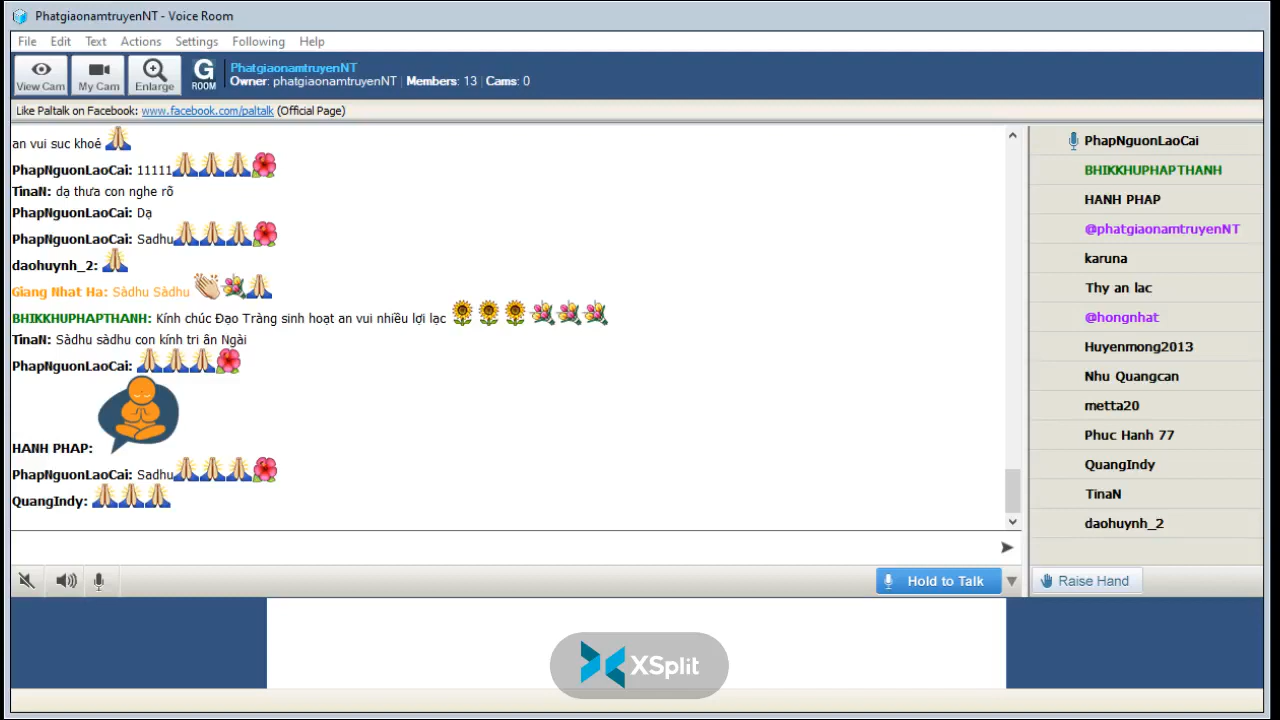 PhatgiaonamtruyenNT - Voice Room
File Edit Text Actions Settings Following Help
View Cam
My Cam
Enlarge
G ROOM
PhatgiaonamtruyenNT
Owner: phatgiaonamtruyenNT | Members: 13 | Cams: 0
Like Paltalk on Facebook: www.facebook.com/paltalk (Official Page)
an vui suc khoẻ
PhapNguonLaoCai: 11111
TinaN: dạ thưa con nghe rõ
PhapNguonLaoCai: Dạ
PhapNguonLaoCai: Sadhu
daohuynh_2:
Giang Nhat Ha: Sàdhu Sàdhu
BHIKKHUPHAPTHANH: Kính chúc Đạo Tràng sinh hoạt an vui nhiều lợi lạc
TinaN: Sàdhu sàdhu con kính tri ân Ngài
PhapNguonLaoCai:
HANH PHAP:
PhapNguonLaoCai: Sadhu
QuangIndy:
PhapNguonLaoCai
BHIKKHUPHAPTHANH
HANH PHAP
@phatgiaonamtruyenNT
karuna
Thy an lac
@hongnhat
Huyenmong2013
Nhu Quangcan
metta20
Phuc Hanh 77
QuangIndy
TinaN
daohuynh_2
Hold to Talk
Raise Hand
XSplit